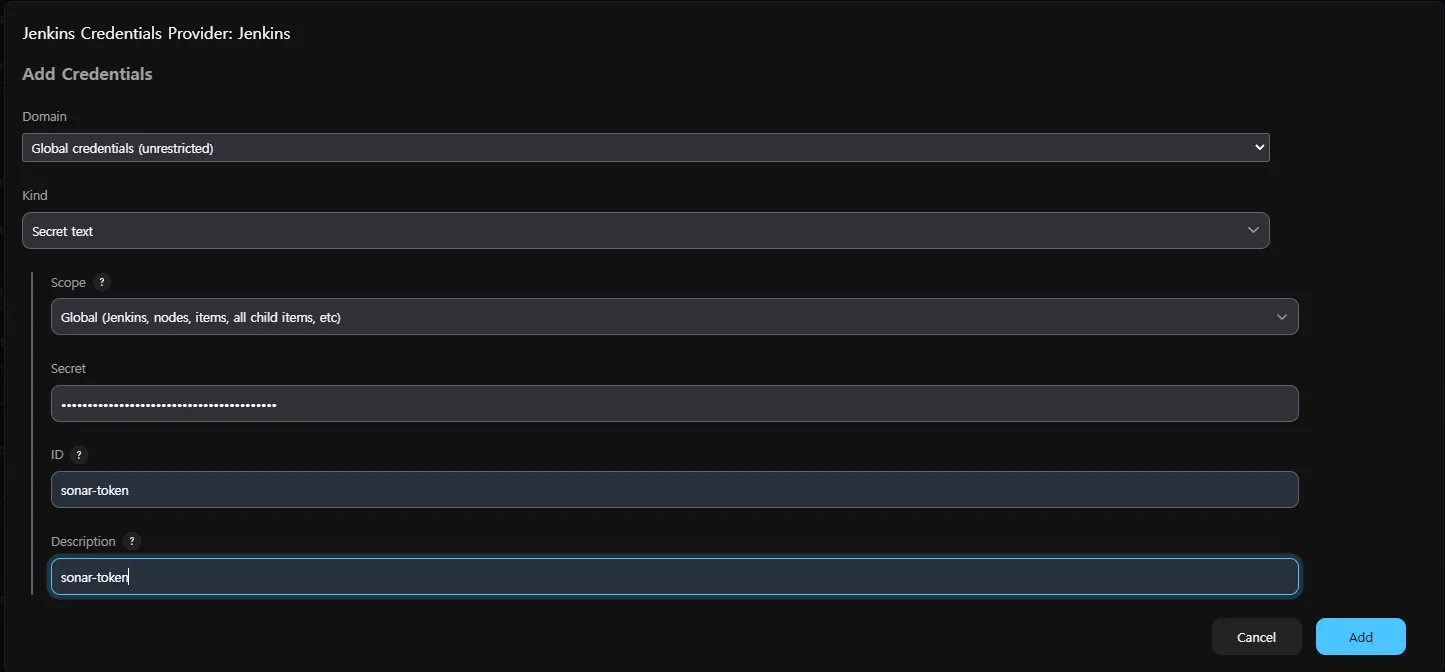 Jenkins Credentials Provider: Jenkins
Add Credentials
Domain
Global credentials (unrestricted)
Kind
Secret text
Scope ?
Global (Jenkins, nodes, items, all child items, etc)
Secret
•••••••••••••••••••••••••••••••••••••••••
ID ?
sonar-token
Description ?
sonar-token
Cancel Add